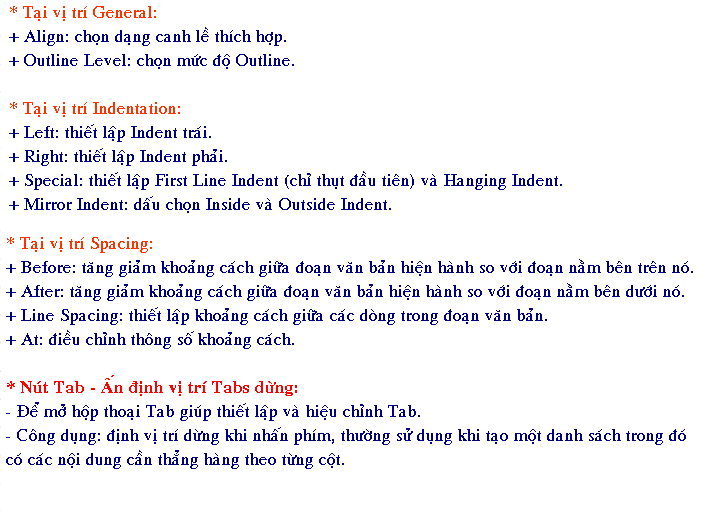 * Tại vị trí General:
+ Align: chọn dạng canh lề thích hợp.
+ Outline Level: chọn mức độ Outline.
* Tại vị trí Indentation:
+ Left: thiết lập Indent trái.
+ Right: thiết lập Indent phải.
+ Special: thiết lập First Line Indent (chỉ thụt đầu tiên) và Hanging Indent.
+ Mirror Indent: dấu chọn Inside và Outside Indent.
* Tại vị trí Spacing:
+ Before: tăng giảm khoảng cách giữa đoạn văn bản hiện hành so với đoạn nằm bên trên nó.
+ After: tăng giảm khoảng cách giữa đoạn văn bản hiện hành so với đoạn nằm bên dưới nó.
+ Line Spacing: thiết lập khoảng cách giữa các dòng trong đoạn văn bản.
+ At: điều chỉnh thông số khoảng cách.
* Nút Tab - Ấn định vị trí Tabs dừng:
- Để mở hộp thoại Tab giúp thiết lập và hiệu chỉnh Tab.
- Công dụng: định vị trí dừng khi nhấn phím, thường sử dụng khi tạo một danh sách trong đó
có các nội dung cần thẳng hàng theo từng cột.